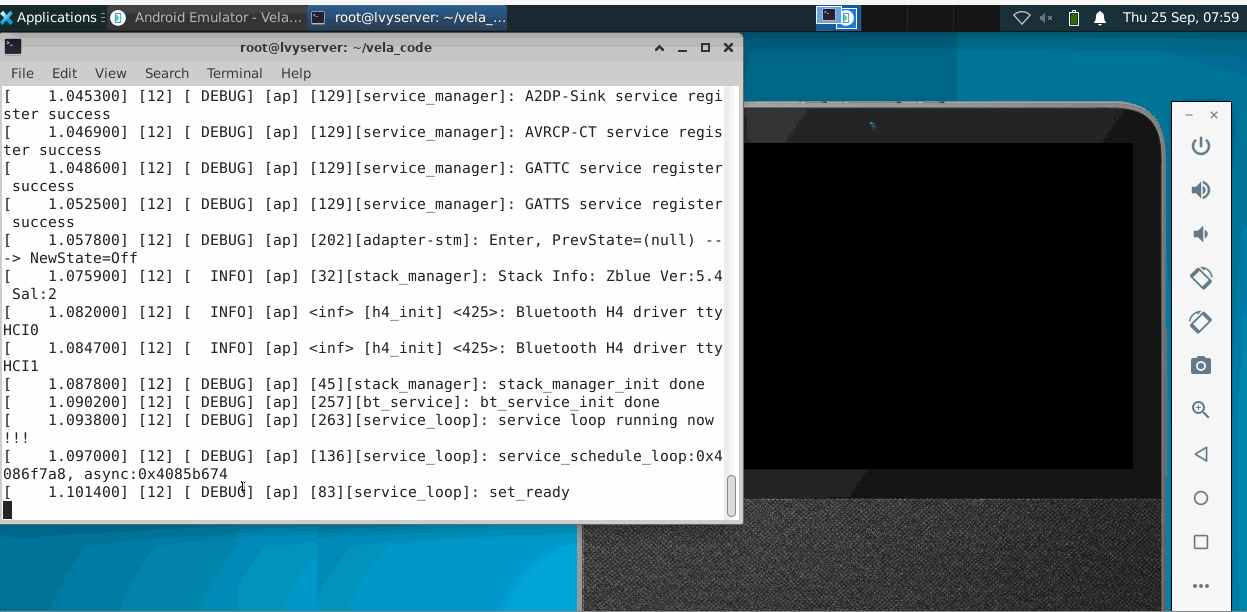 Applications
Android Emulator - Vela...
root@lvyserver: ~/vela_...
Thu 25 Sep, 07:59
root@lvyserver: ~/vela_code
File Edit View Search Terminal Help
[    1.045300] [12] [ DEBUG] [ap] [129][service_manager]: A2DP-Sink service regi
ster success
[    1.046900] [12] [ DEBUG] [ap] [129][service_manager]: AVRCP-CT service regis
ter success
[    1.048600] [12] [ DEBUG] [ap] [129][service_manager]: GATTC service register
 success
[    1.052500] [12] [ DEBUG] [ap] [129][service_manager]: GATTS service register
 success
[    1.057800] [12] [ DEBUG] [ap] [202][adapter-stm]: Enter, PrevState=(null) --
-> NewState=Off
[    1.075900] [12] [  INFO] [ap] [32][stack_manager]: Stack Info: Zblue Ver:5.4
 Sal:2
[    1.082000] [12] [  INFO] [ap] <inf> [h4_init] <425>: Bluetooth H4 driver tty
HCI0
[    1.084700] [12] [  INFO] [ap] <inf> [h4_init] <425>: Bluetooth H4 driver tty
HCI1
[    1.087800] [12] [ DEBUG] [ap] [45][stack_manager]: stack_manager_init done
[    1.090200] [12] [ DEBUG] [ap] [257][bt_service]: bt_service_init done
[    1.093800] [12] [ DEBUG] [ap] [263][service_loop]: service loop running now
!!!
[    1.097000] [12] [ DEBUG] [ap] [136][service_loop]: service_schedule_loop:0x4
086f7a8, async:0x4085b674
[    1.101400] [12] [ DEBUG] [ap] [83][service_loop]: set_ready